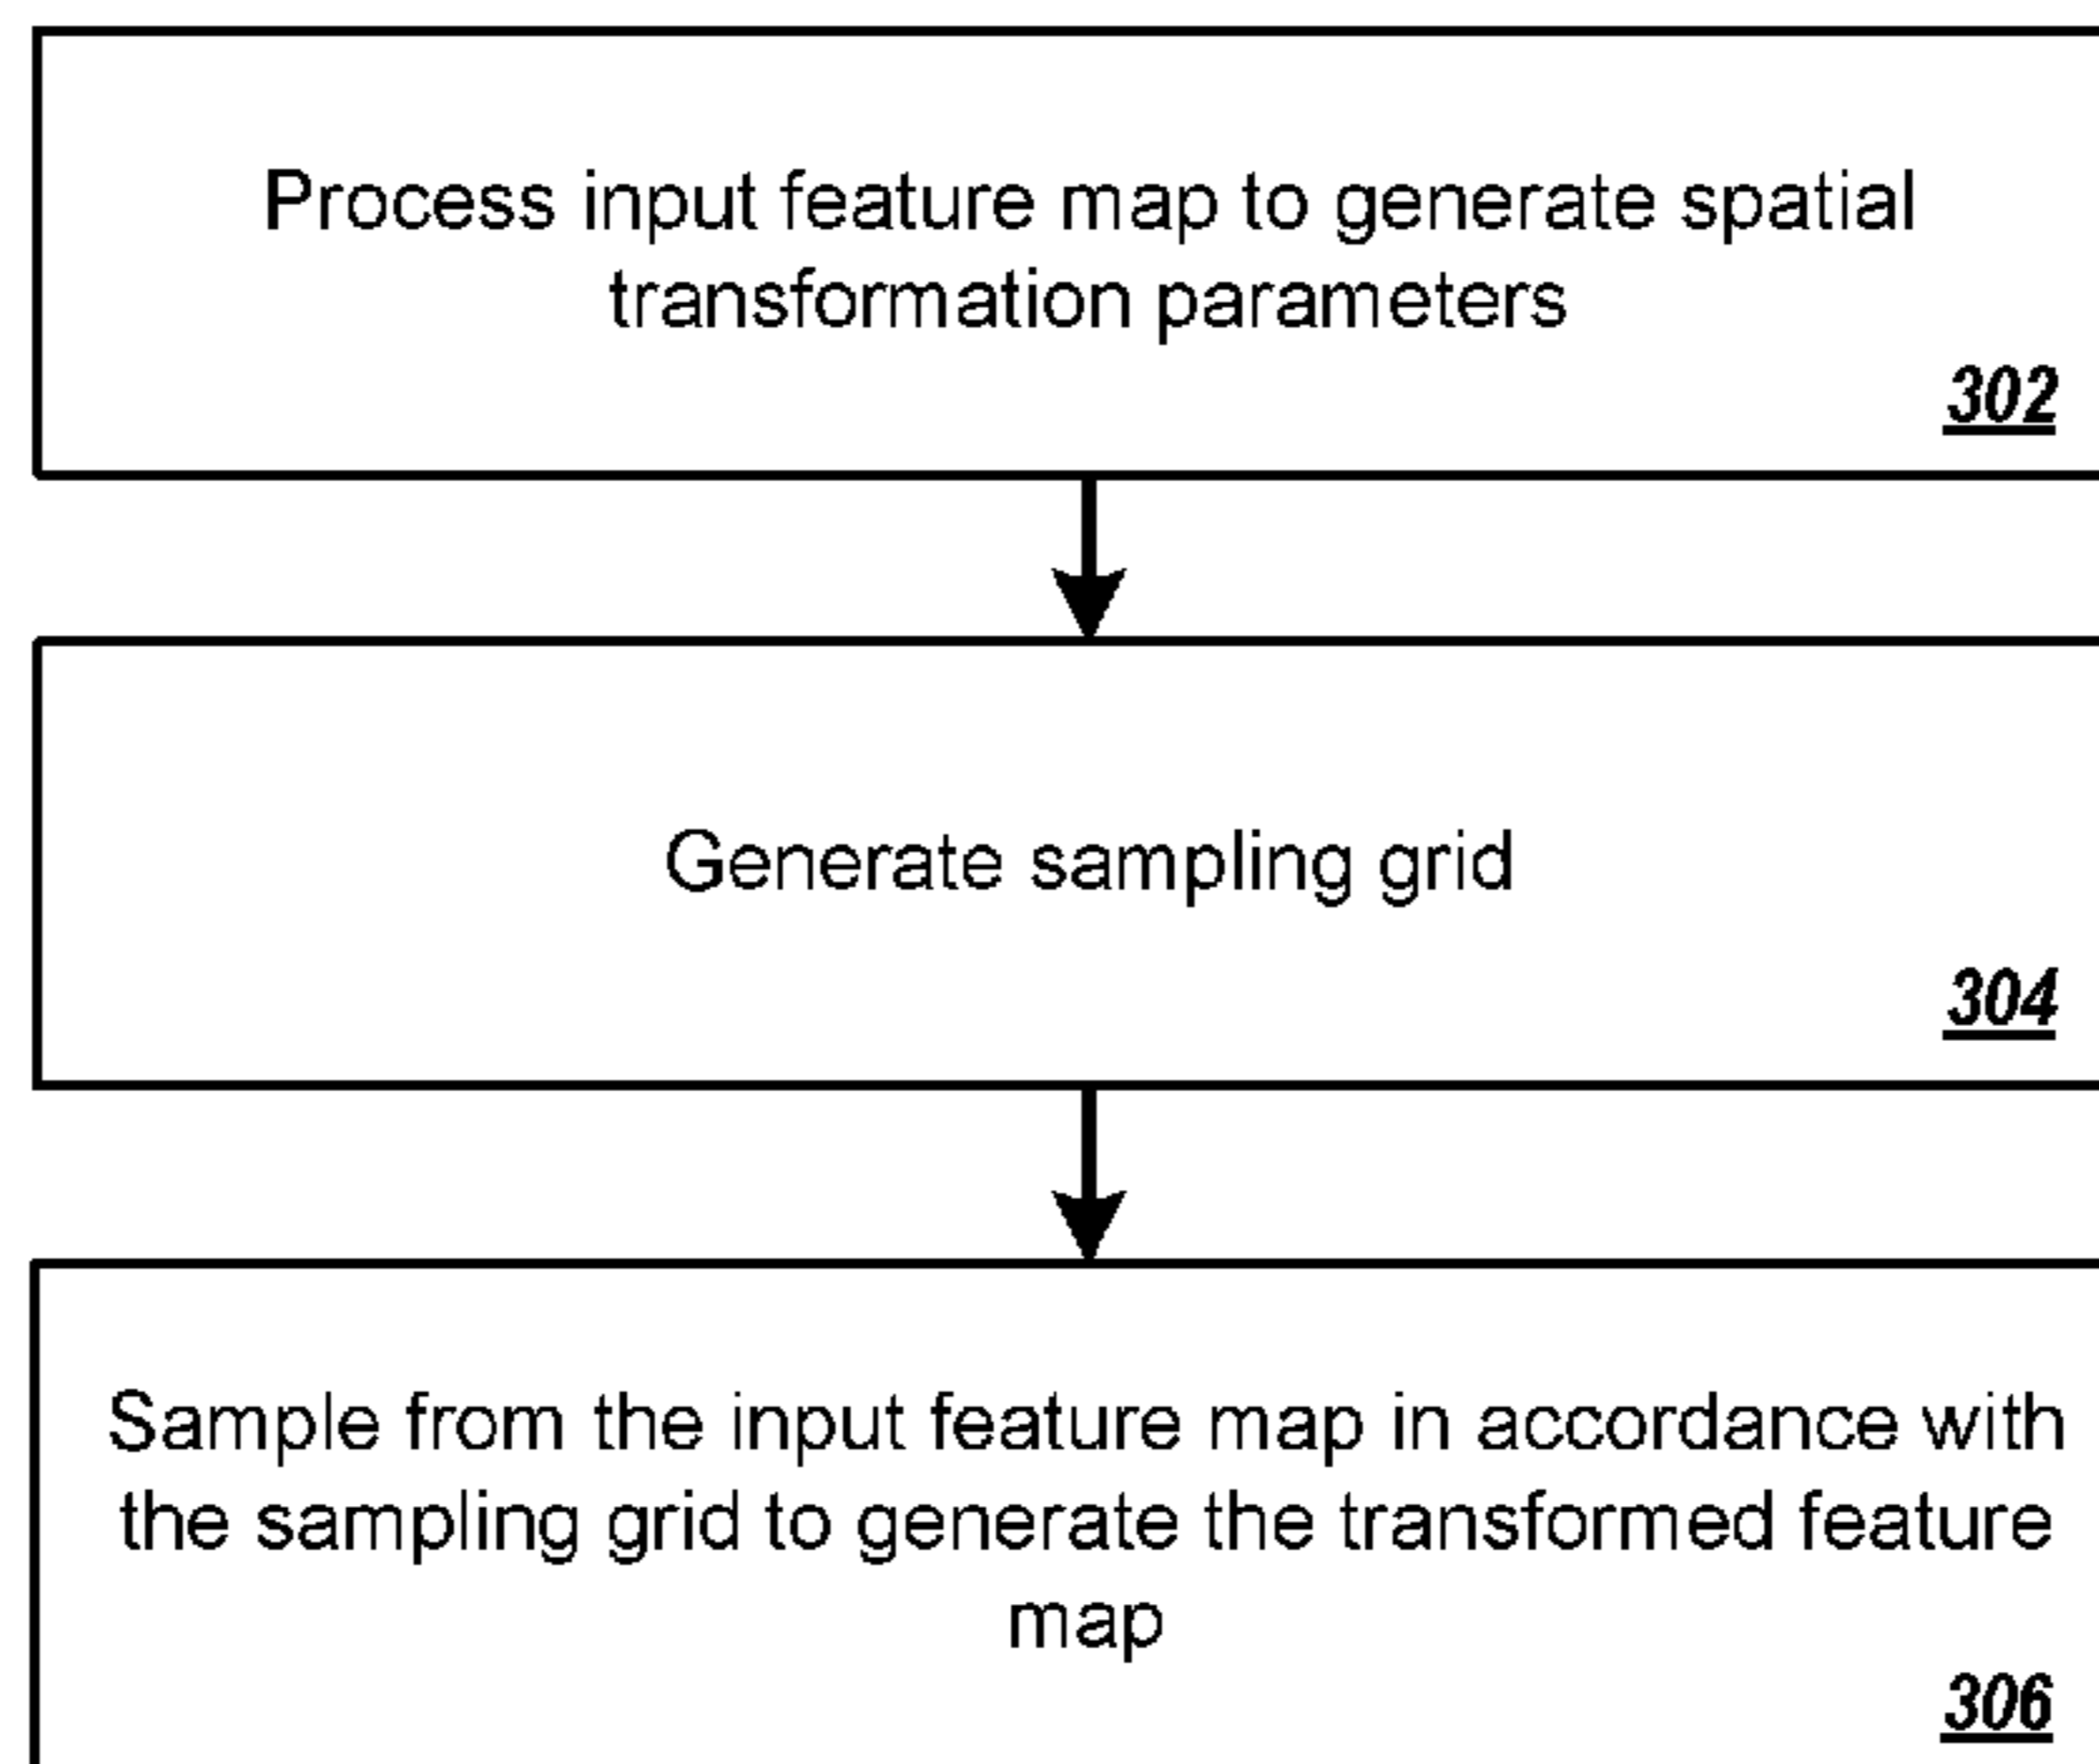 Process input feature map to generate spatial
transformation parameters
302
Generate sampling grid
304
Sample from the input feature map in accordance with
the sampling grid to generate the transformed feature
map
306